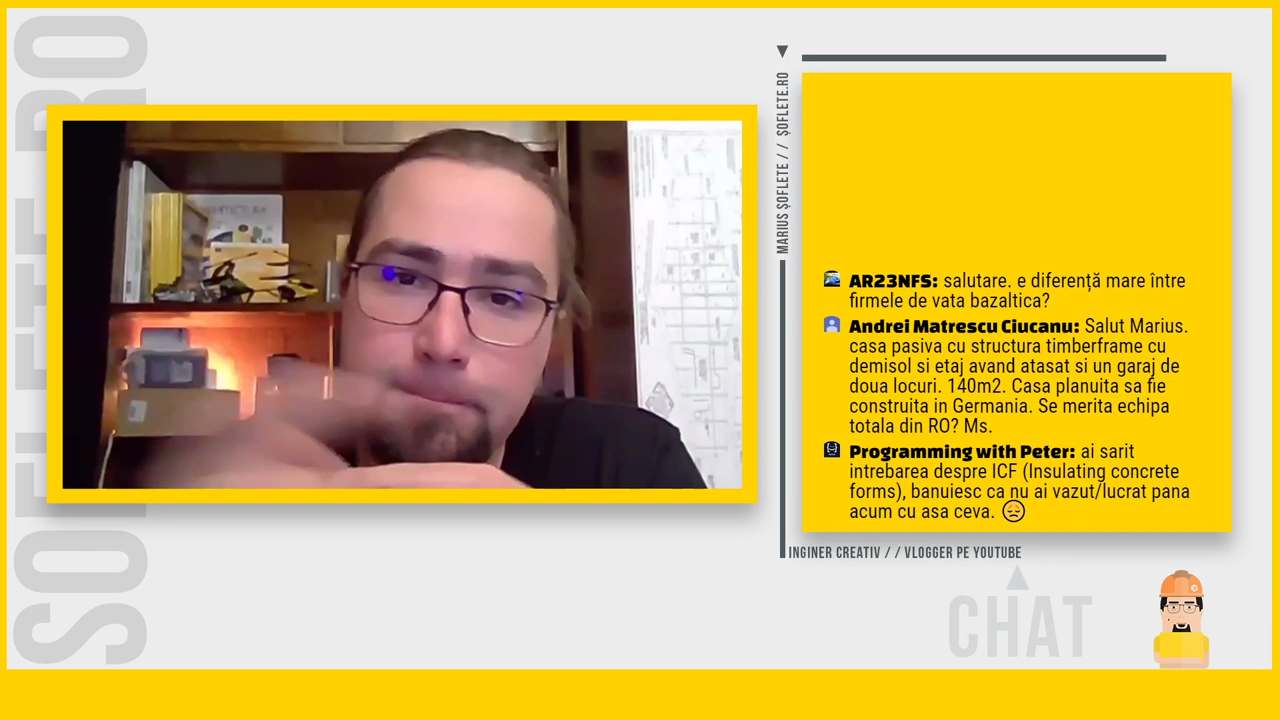 SOFLETE.RO
MARIUS ȘOFLETE / / ȘOFLETE.RO
AR23NFS: salutare. e diferență mare între
firmele de vata bazaltica?
Andrei Matrescu Ciucanu: Salut Marius.
casa pasiva cu structura timberframe cu
demisol si etaj avand atasat si un garaj de
doua locuri. 140m2. Casa planuita sa fie
construita in Germania. Se merita echipa
totala din RO? Ms.
Programming with Peter: ai sarit
intrebarea despre ICF (Insulating concrete
forms), banuiesc ca nu ai vazut/lucrat pana
acum cu asa ceva. 😔
INGINER CREATIV / / VLOGGER PE YOUTUBE
CHAT